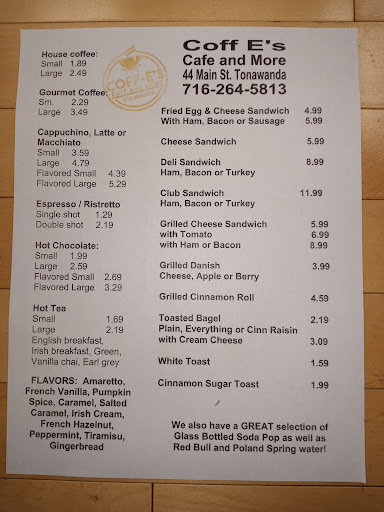 House coffee:
Small 1.89
Large 2.49
Gourmet Coffee:
Sm. 2.29
Large 3.49
Cappuchino, Latte or
Macchiato
Small 3.59
Large 4.79
Flavored Small 4.39
Flavored Large 5.29
Espresso / Ristretto
Single shot 1.29
Double shot 2.19
Hot Chocolate:
Small 1.99
Large 2.59
Flavored Small 2.69
Flavored Large 3.29
Hot Tea
Small 1.69
Large 2.19
English breakfast,
Irish breakfast, Green,
Vanilla chai, Earl grey
FLAVORS: Amaretto,
French Vanilla, Pumpkin
Spice, Caramel, Salted
Caramel, Irish Cream,
French Hazelnut,
Peppermint, Tiramisu,
Gingerbread
COFF-E'S
CAFE AND MORE
Coff E's
Cafe and More
44 Main St. Tonawanda
716-264-5813
Fried Egg & Cheese Sandwich 4.99
With Ham, Bacon or Sausage 5.99
Cheese Sandwich 5.99
Deli Sandwich 8.99
Ham, Bacon or Turkey
Club Sandwich 11.99
Ham, Bacon or Turkey
Grilled Cheese Sandwich 5.99
with Tomato 6.99
with Ham or Bacon 8.99
Grilled Danish 3.99
Cheese, Apple or Berry
Grilled Cinnamon Roll 4.59
Toasted Bagel 2.19
Plain, Everything or Cinn Raisin
with Cream Cheese 3.09
White Toast 1.59
Cinnamon Sugar Toast 1.99
We also have a GREAT selection of
Glass Bottled Soda Pop as well as
Red Bull and Poland Spring water!